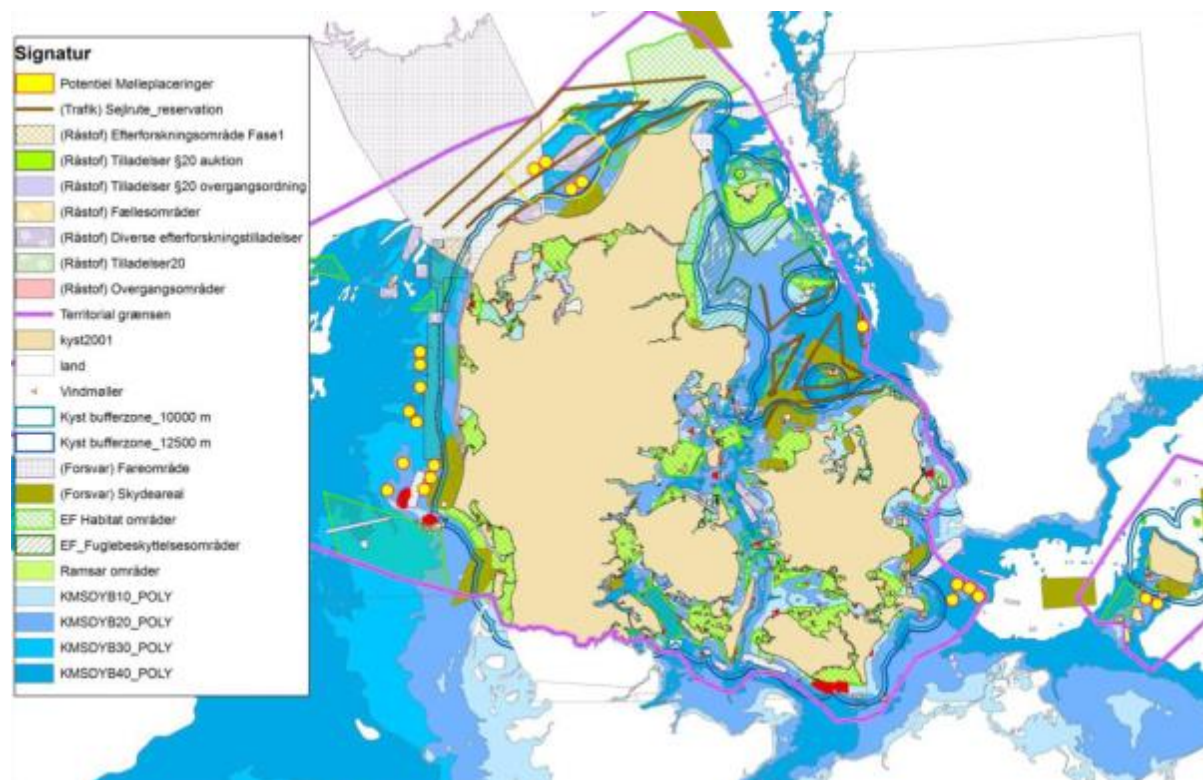 Signatur
Potentiel Mølleplaceringer
(Trafik) Sejlrute_reservation
(Råstof) Efterforskningsområde Fase1
(Råstof) Tilladelser §20 auktion
(Råstof) Tilladelser §20 overgangsordning
(Råstof) Fællesområder
(Råstof) Diverse efterforskningstilladelser
(Råstof) Tilladelser20
(Råstof) Overgangsområder
Territorial grænsen
kyst2001
land
Vindmøller
Kyst bufferzone_10000 m
Kyst bufferzone_12500 m
(Forsvar) Fareområde
(Forsvar) Skydeareal
EF Habitat områder
EF_Fuglebeskyttelsesområder
Ramsar områder
KMSDYB10_POLY
KMSDYB20_POLY
KMSDYB30_POLY
KMSDYB40_POLY